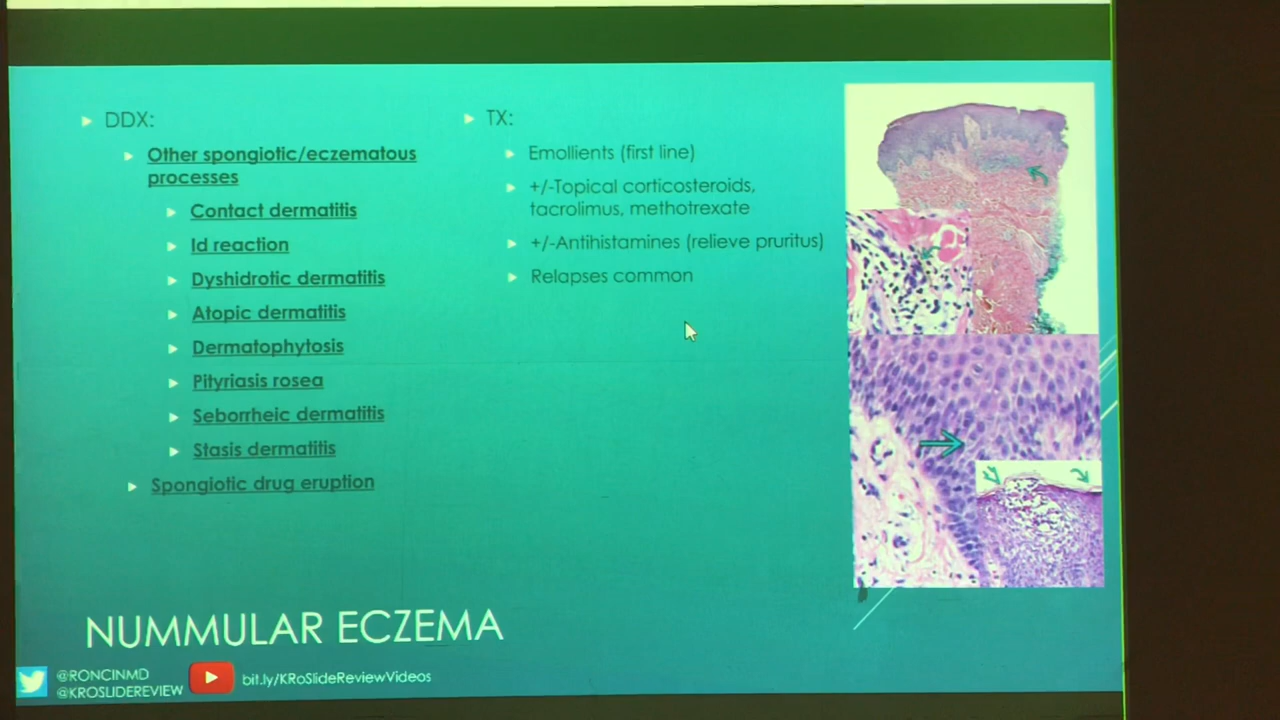 DDX:
Other spongiotic/eczematous
processes
Contact dermatitis
Id reaction
Dyshidrotic dermatitis
Atopic dermatitis
Dermatophytosis
Pityriasis rosea
Seborrheic dermatitis
Stasis dermatitis
Spongiotic drug eruption
TX:
Emollients (first line)
+/-Topical corticosteroids,
tacrolimus, methotrexate
+/-Antihistamines (relieve pruritus)
Relapses common
NUMMULAR ECZEMA
@RONCINMD
@KROSLIDEREVIEW
bit.ly/KRoSlideReviewVideos